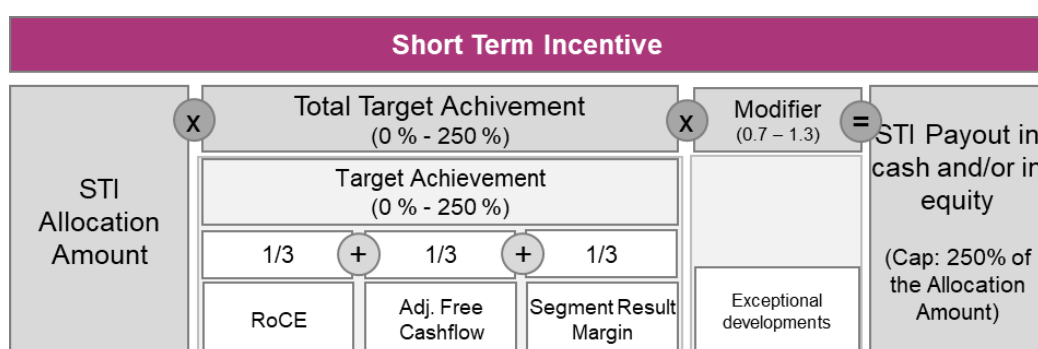 Short Term Incentive
STI
Allocation
Amount
x
Total Target Achivement
(0 % - 250 %)
x
Modifier
(0.7 – 1.3)
=
STI Payout in
cash and/or in
equity
(Cap: 250% of
the Allocation
Amount)
Target Achievement
(0 % - 250 %)
1/3
+
1/3
+
1/3
RoCE
Adj. Free
Cashflow
Segment Result
Margin
Exceptional
developments